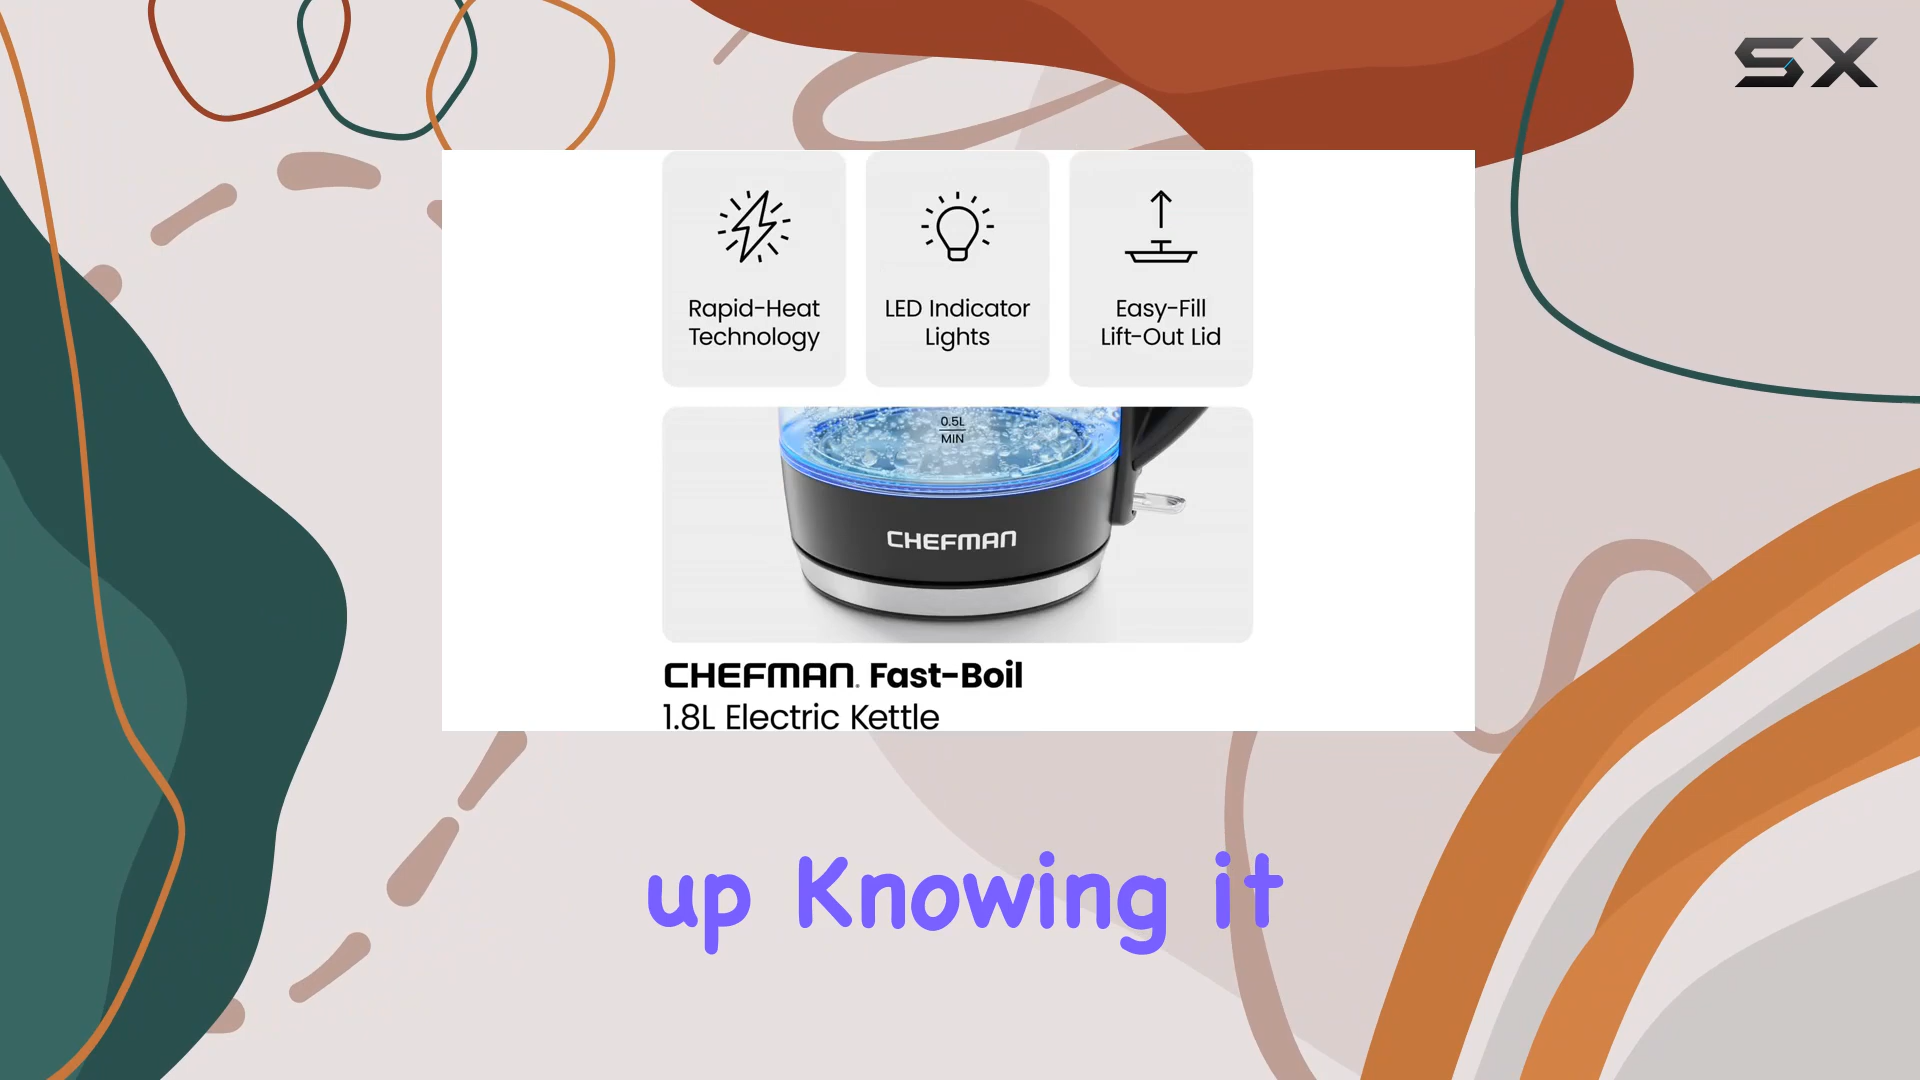 SX
Rapid-Heat
Technology
LED Indicator
Lights
Easy-Fill
Lift-Out Lid
0.5L
MIN
CHEFMAN
CHEFMAN. Fast-Boil
1.8L Electric Kettle
up Knowing it